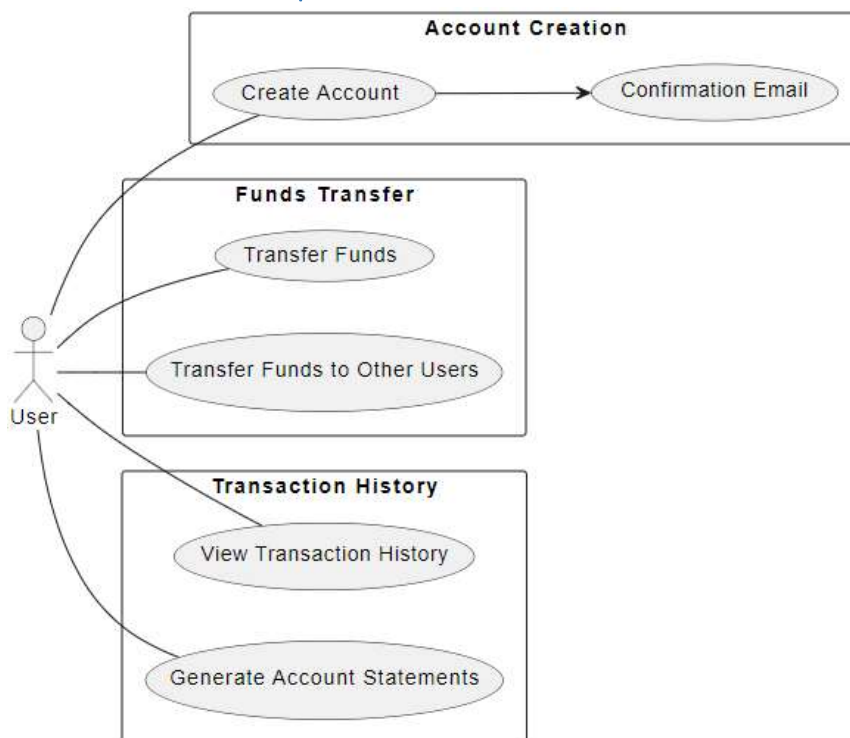 Account Creation
Create Account
Confirmation Email
Funds Transfer
Transfer Funds
Transfer Funds to Other Users
User
Transaction History
View Transaction History
Generate Account Statements